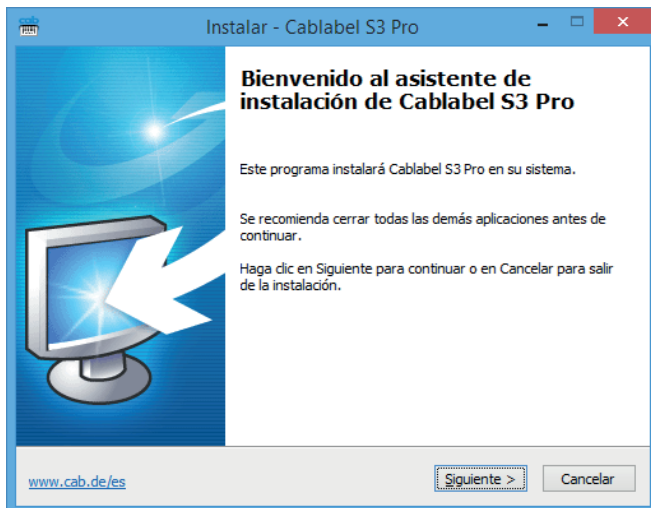 cab
Instalar - Cablabel S3 Pro
Bienvenido al asistente de
instalación de Cablabel S3 Pro
Este programa instalará Cablabel S3 Pro en su sistema.
Se recomienda cerrar todas las demás aplicaciones antes de
continuar.
Haga clic en Siguiente para continuar o en Cancelar para salir
de la instalación.
www.cab.de/es
Siguiente >
Cancelar